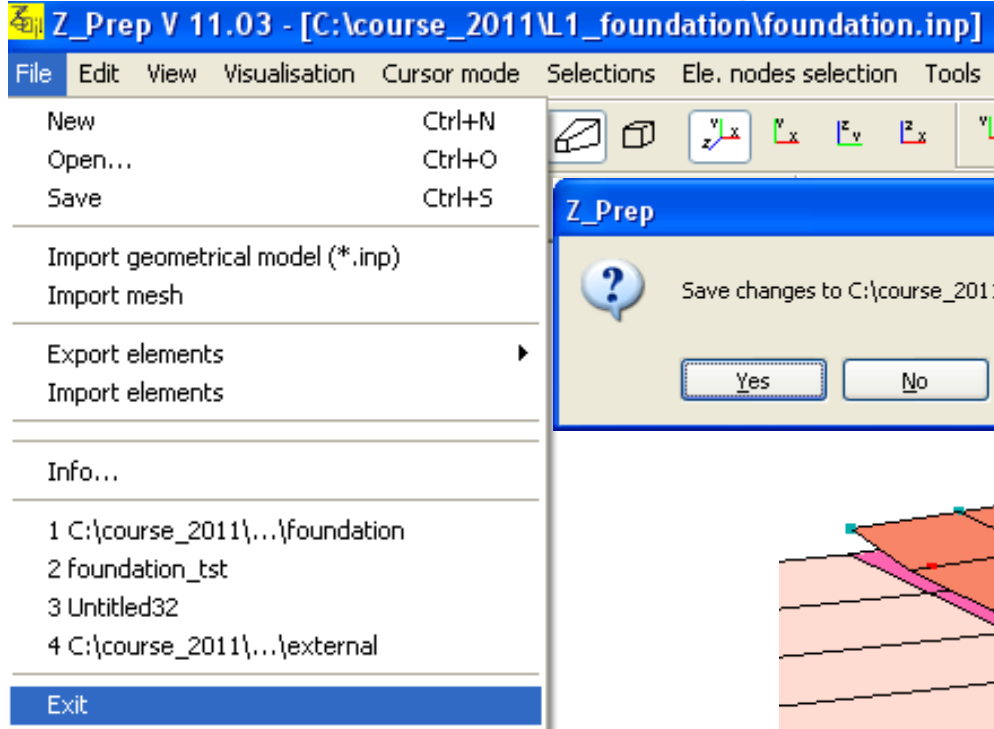 Z_Prep V 11.03 - [C:\course_2011\L1_foundation\foundation.inp]
File Edit View Visualisation Cursor mode Selections Ele. nodes selection Tools
New Ctrl+N
Open... Ctrl+O
Save Ctrl+S
Import geometrical model (*.inp)
Import mesh
Export elements
Import elements
Info...
1 C:\course_2011\...\foundation
2 foundation_tst
3 Untitled32
4 C:\course_2011\...\external
Exit
Y X Z
Y X
Z Y
Z X
Y
Z_Prep
Save changes to C:\course_201
Yes No